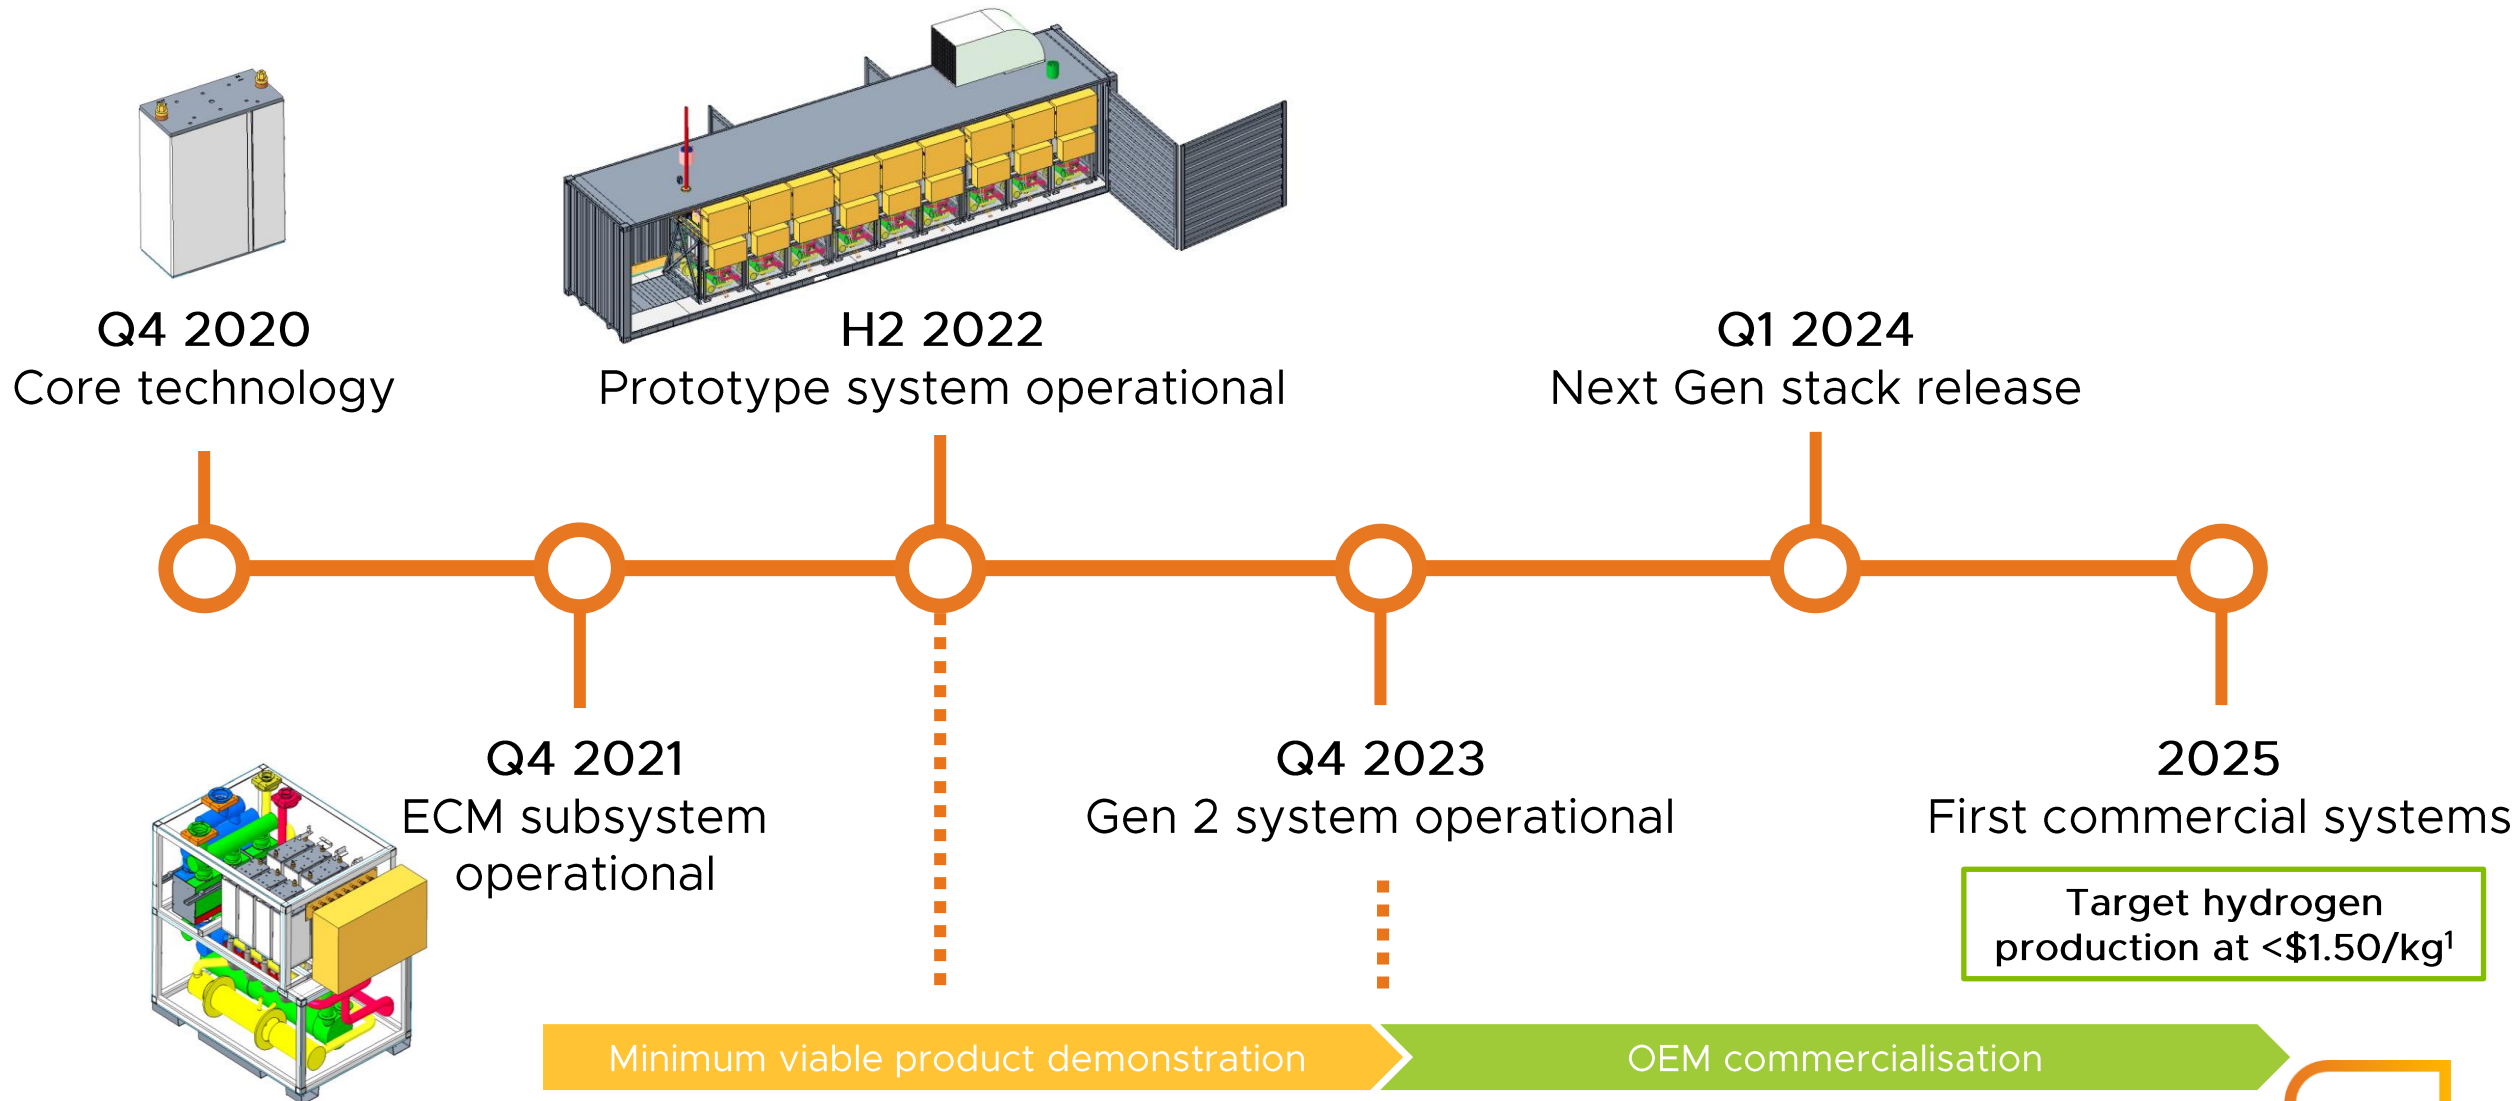 Q4 2020
Core technology
H2 2022
Prototype system operational
Q1 2024
Next Gen stack release
Q4 2021
ECM subsystem
operational
Q4 2023
Gen 2 system operational
2025
First commercial systems
Target hydrogen
production at <$1.50/kg¹
Minimum viable product demonstration
OEM commercialisation